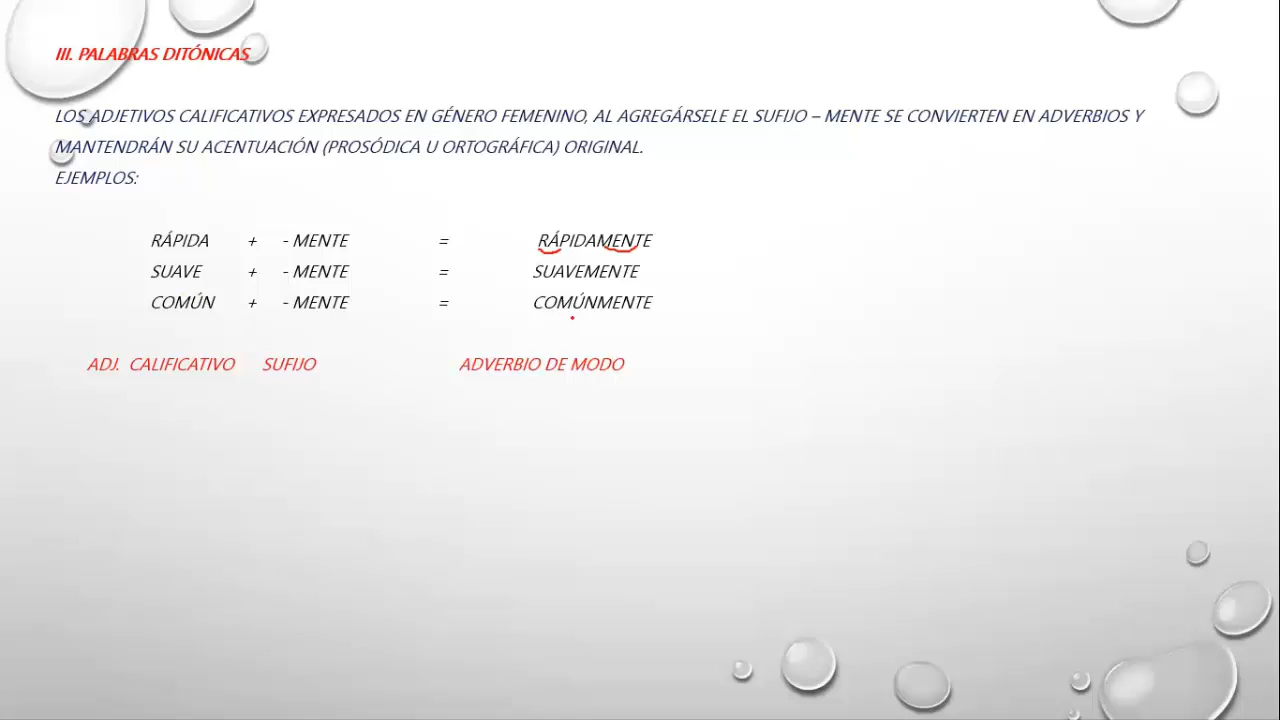 III. PALABRAS DITÓNICAS
LOS ADJETIVOS CALIFICATIVOS EXPRESADOS EN GÉNERO FEMENINO, AL AGREGÁRSELE EL SUFIJO – MENTE SE CONVIERTEN EN ADVERBIOS Y
MANTENDRÁN SU ACENTUACIÓN (PROSÓDICA U ORTOGRÁFICA) ORIGINAL.
EJEMPLOS:
RÁPIDA + - MENTE = RÁPIDAMENTE
SUAVE + - MENTE = SUAVEMENTE
COMÚN + - MENTE = COMÚNMENTE
ADJ. CALIFICATIVO SUFIJO ADVERBIO DE MODO